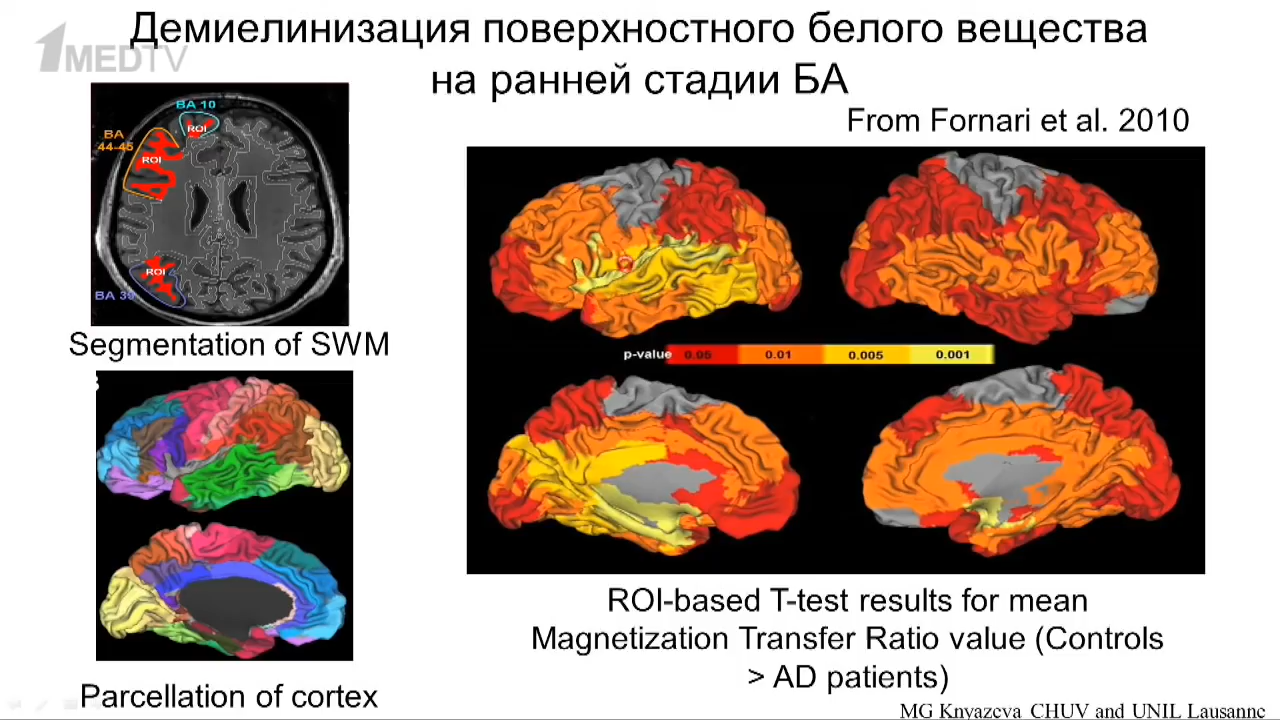 Демиелинизация поверхностного белого вещества
на ранней стадии БА
1MEDTV
From Fornari et al. 2010
BA 10
ROI
BA
44-45
ROI
ROI
BA 39
Segmentation of SWM
Parcellation of cortex
p-value 0.05 0.01 0.005 0.001
ROI-based T-test results for mean
Magnetization Transfer Ratio value (Controls
> AD patients)
MG Knyazeva CHUV and UNIL Lausanne